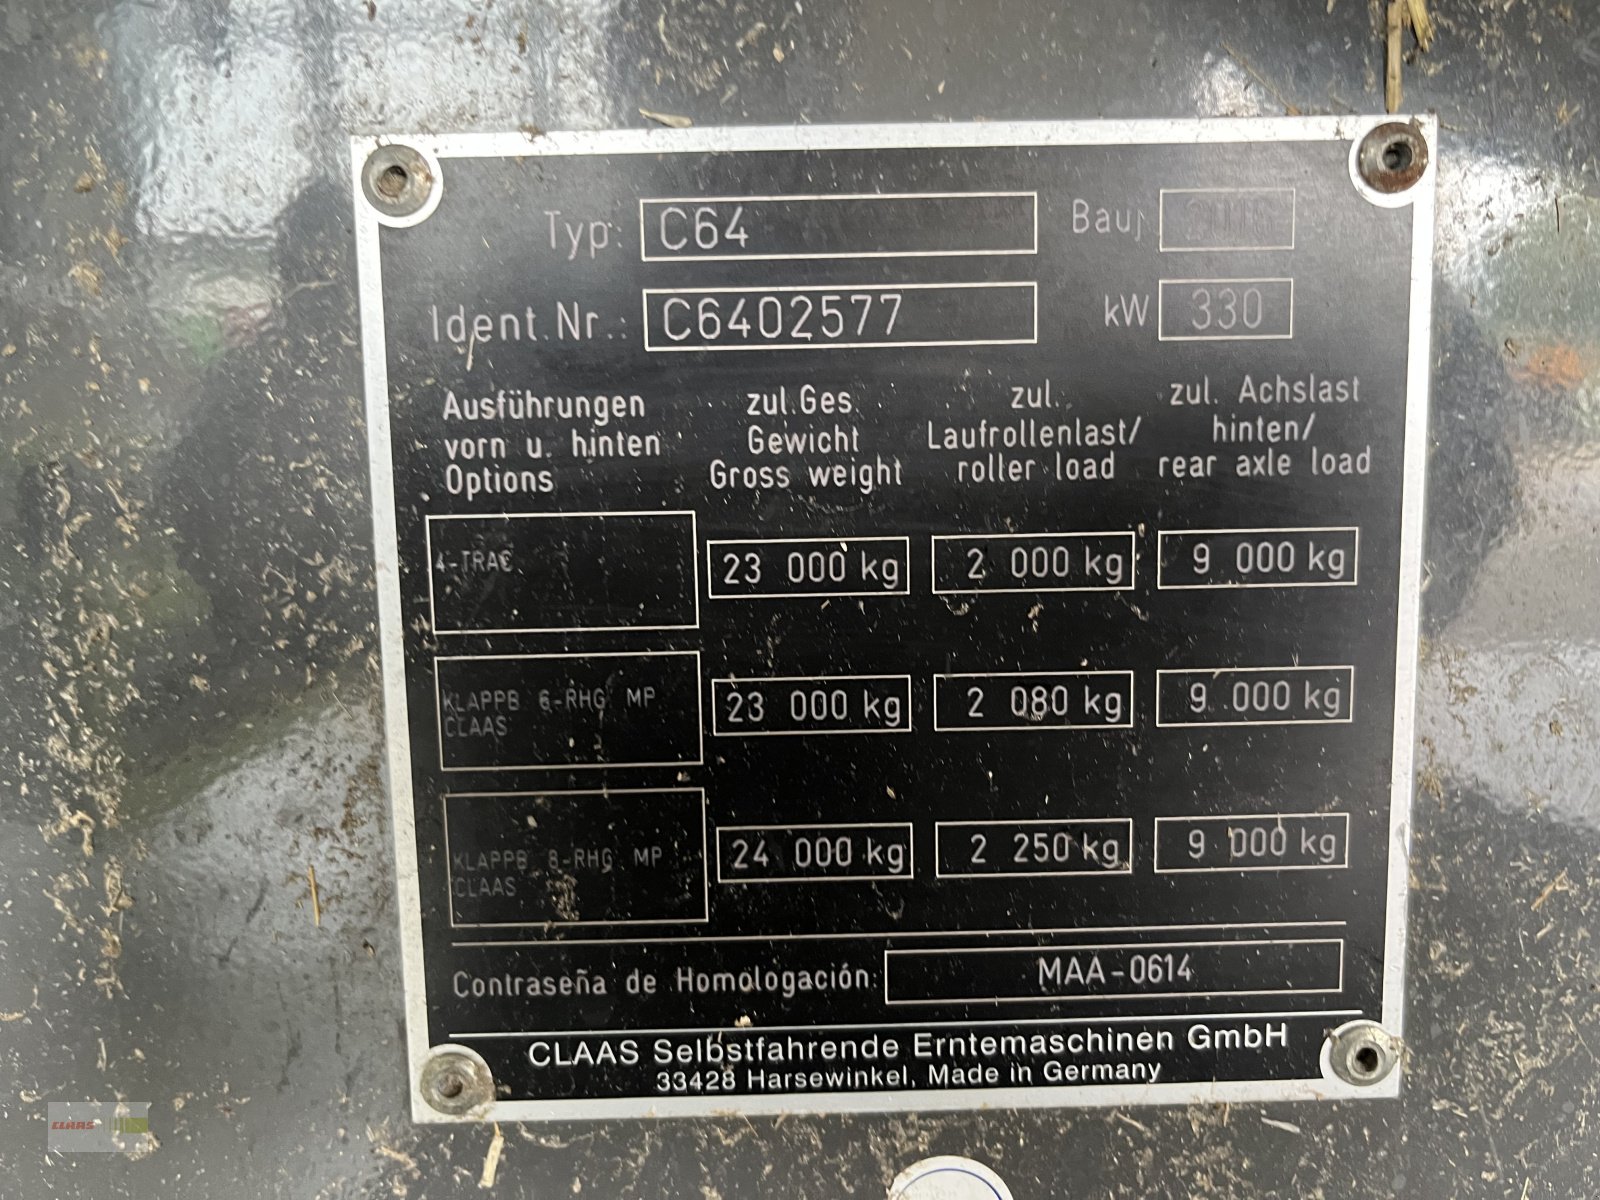 Typ: C64
Bauj
Ident.Nr.: C6402577
kW 330
Ausführungen
vorn u. hinten
Options
zul.Ges.
Gewicht
Gross weight
zul.
Laufrollenlast/
roller load
zul. Achslast
hinten/
rear axle load
4-TRAC
23 000 kg
2 000 kg
9 000 kg
KLAPPB 6-RHG MP
CLAAS
23 000 kg
2 080 kg
9 000 kg
KLAPPB 8-RHG MP
CLAAS
24 000 kg
2 250 kg
9 000 kg
Contraseña de Homologación: MAA-0614
CLAAS Selbstfahrende Erntemaschinen GmbH
33428 Harsewinkel, Made in Germany
CLAAS